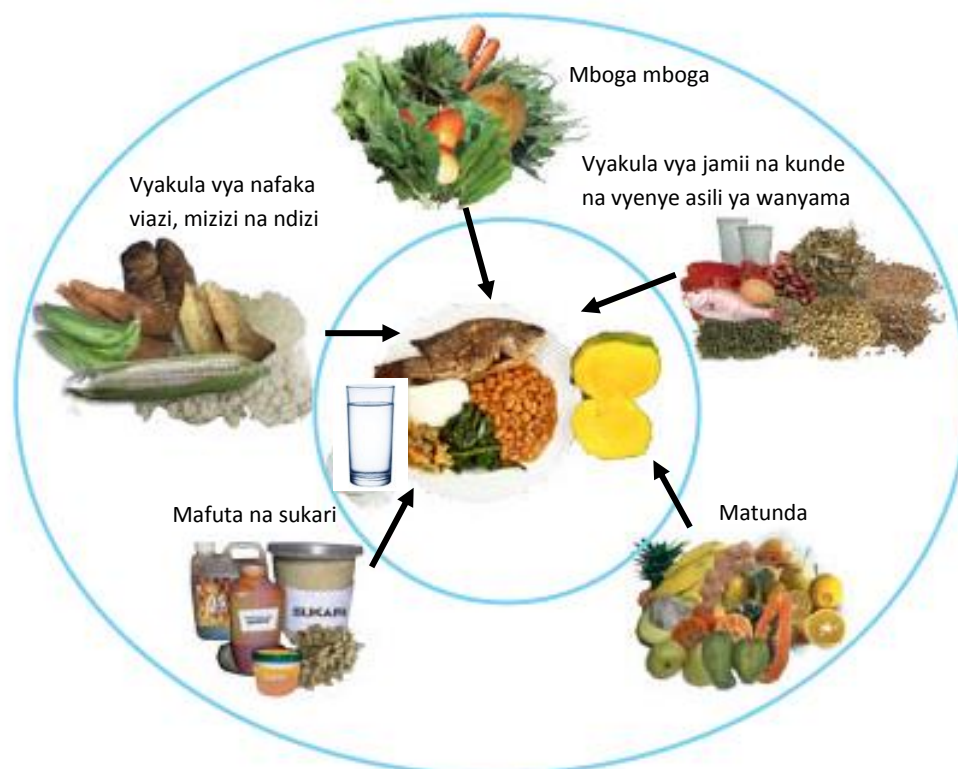 Mboga mboga
Vyakula vya jamii na kunde
na vyenye asili ya wanyama
Vyakula vya nafaka
viazi, mizizi na ndizi
Mafuta na sukari
SUKARI
Matunda